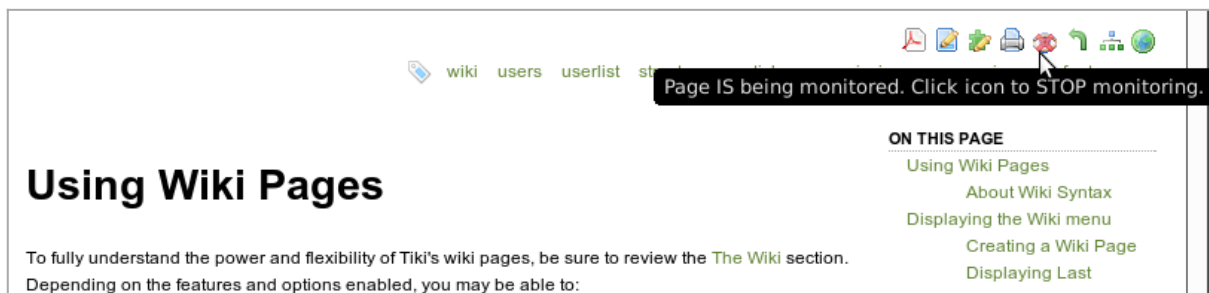 wiki users userlist
Page IS being monitored. Click icon to STOP monitoring.
ON THIS PAGE
Using Wiki Pages
About Wiki Syntax
Displaying the Wiki menu
Creating a Wiki Page
Displaying Last
Using Wiki Pages
To fully understand the power and flexibility of Tiki's wiki pages, be sure to review the The Wiki section.
Depending on the features and options enabled, you may be able to: